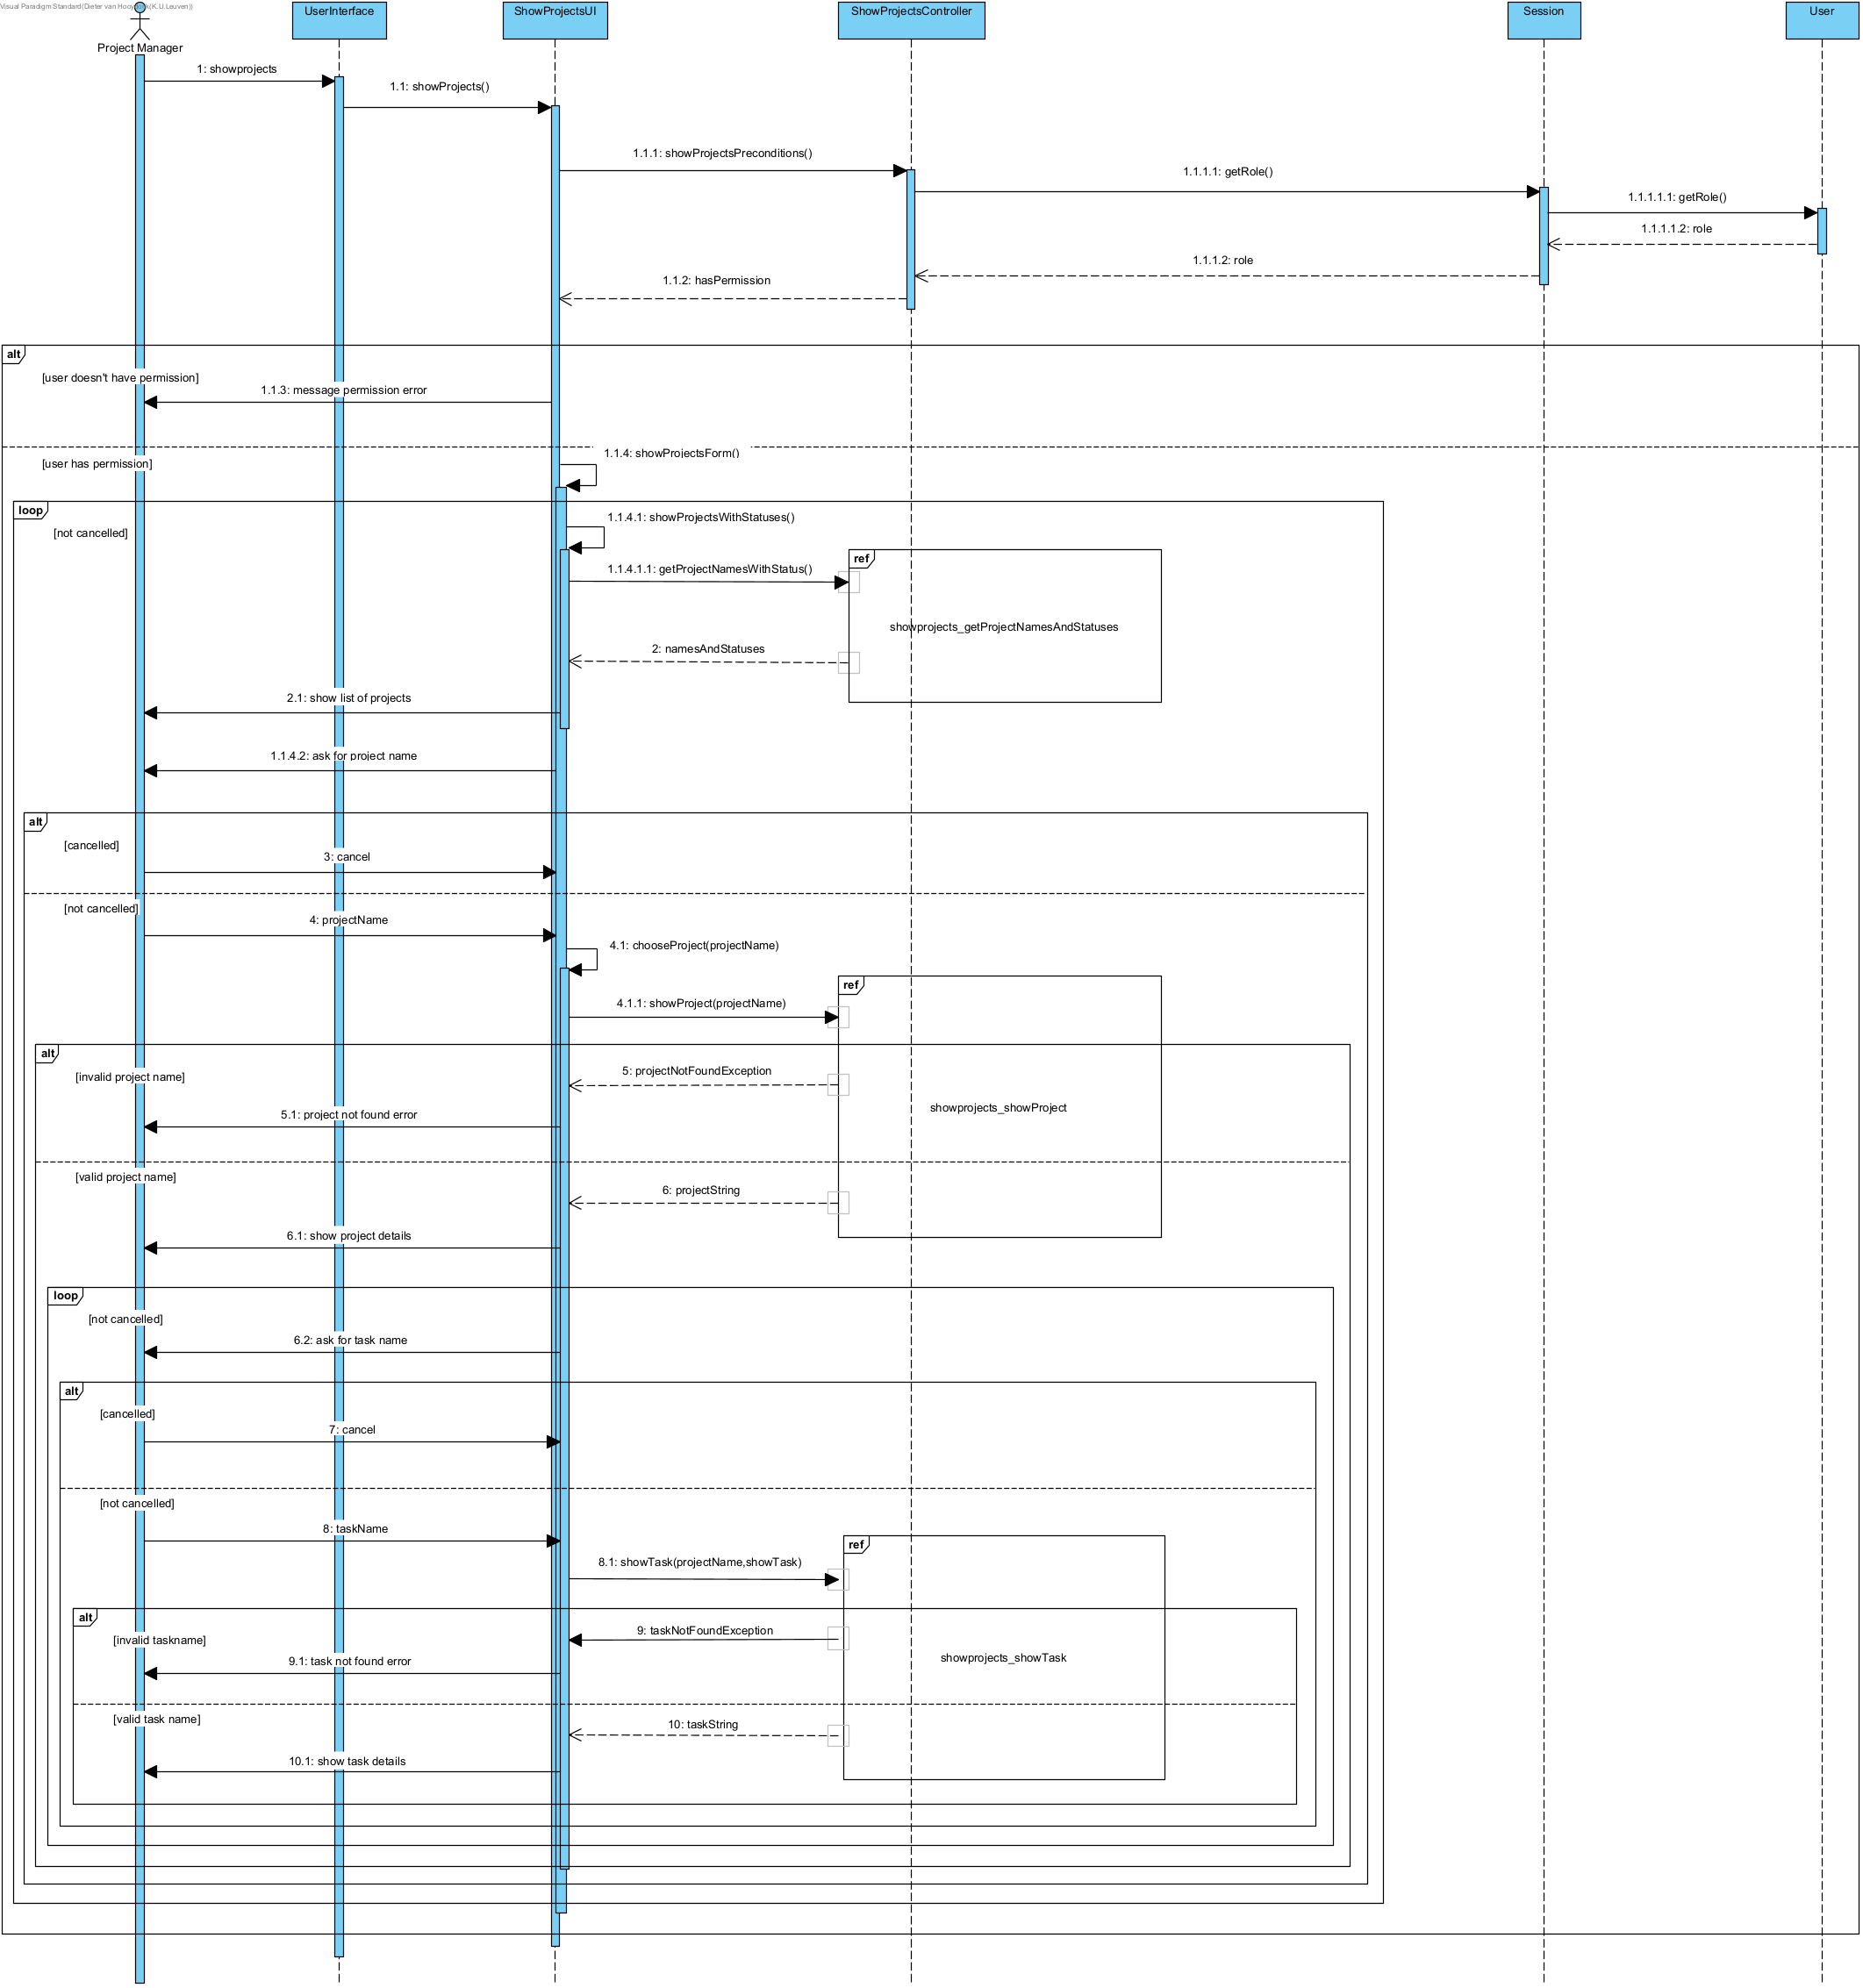 Visual Paradigm Standard(Dieter van
UserInterface
ShowProjectsUI
ShowProjectsController
Session
User
Project Manager
1: showprojects
1.1: showProjects()
1.1.1: showProjectsPreconditions()
1.1.1.1: getRole()
1.1.1.1.1: getRole()
1.1.1.1.2: role
1.1.1.2: role
1.1.2: hasPermission
alt
[user doesn't have permission]
1.1.3: message permission error
1.1.4: showProjectsForm()
[user has permission]
loop
1.1.4.1: showProjectsWithStatuses()
[not cancelled]
ref
1.1.4.1.1: getProjectNamesWithStatus()
showprojects_getProjectNamesAndStatuses
2: namesAndStatuses
2.1: show list of projects
1.1.4.2: ask for project name
alt
[cancelled]
3: cancel
[not cancelled]
4: projectName
4.1: chooseProject(projectName)
ref
4.1.1: showProject(projectName)
alt
[invalid project name]
5: projectNotFoundException
showprojects_showProject
5.1: project not found error
[valid project name]
6: projectString
6.1: show project details
loop
[not cancelled]
6.2: ask for task name
alt
[cancelled]
7: cancel
[not cancelled]
8: taskName
ref
8.1: showTask(projectName,showTask)
alt
9: taskNotFoundException
[invalid taskname]
showprojects_showTask
9.1: task not found error
[valid task name]
10: taskString
10.1: show task details